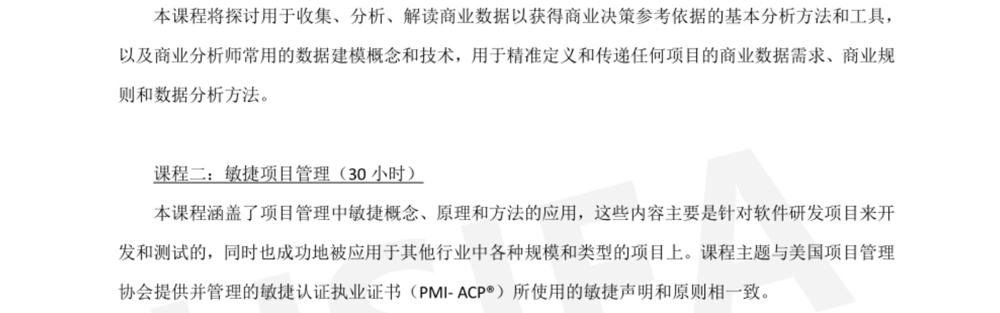 本课程将探讨用于收集、分析、解读商业数据以获得商业决策参考依据的基本分析方法和工具，
以及商业分析师常用的数据建模概念和技术，用于精准定义和传递任何项目的商业数据需求、商业规
则和数据分析方法。
课程二：敏捷项目管理（30 小时）
本课程涵盖了项目管理中敏捷概念、原理和方法的应用，这些内容主要是针对软件研发项目来开
发和测试的，同时也成功地被应用于其他行业中各种规模和类型的项目上。课程主题与美国项目管理
协会提供并管理的敏捷认证执业证书（PMI- ACP®）所使用的敏捷声明和原则相一致。